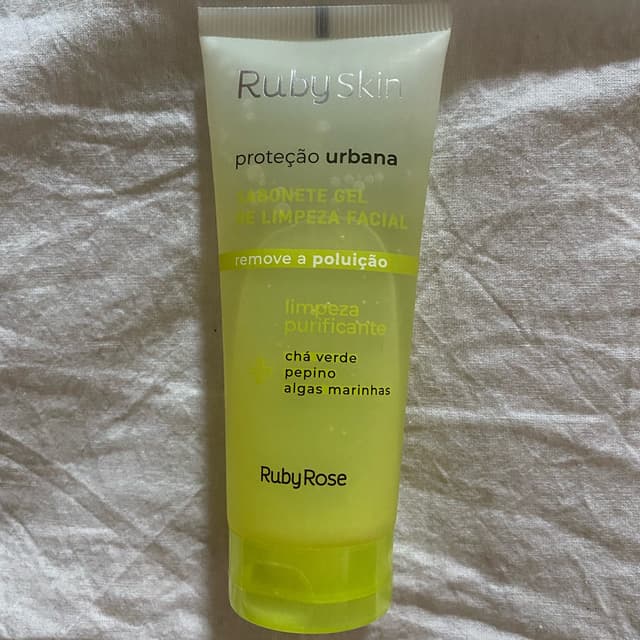 Ruby Skin
proteção urbana
SABONETE GEL
DE LIMPEZA FACIAL
remove a poluição
limpeza
purificante
+ chá verde
pepino
algas marinhas
Ruby Rose